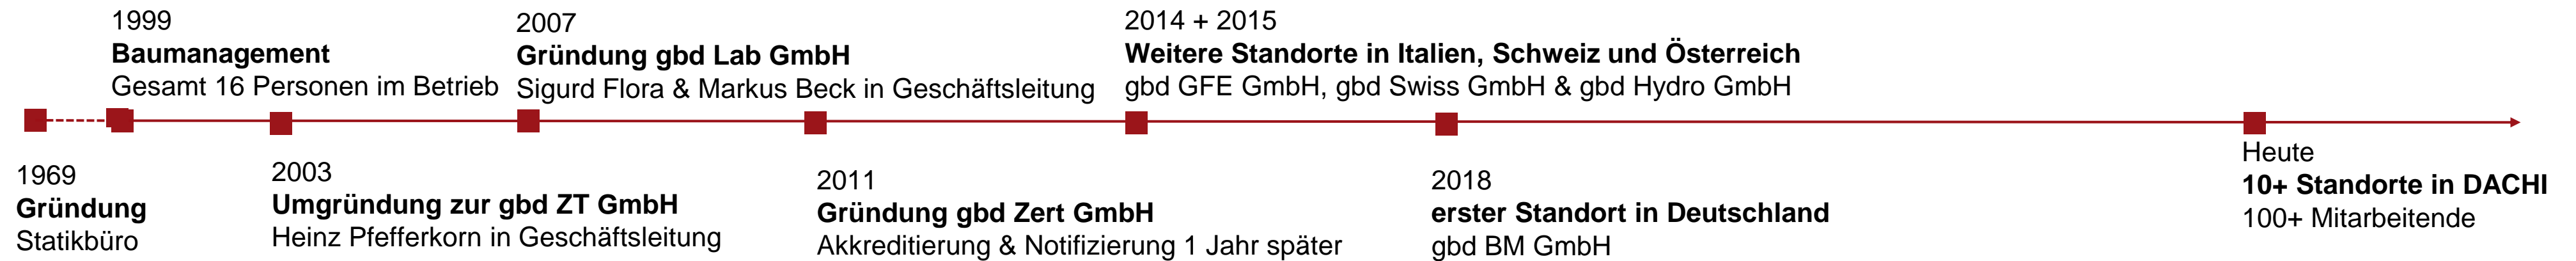 1999
Baumanagement
Gesamt 16 Personen im Betrieb
2007
Gründung gbd Lab GmbH
Sigurd Flora & Markus Beck in Geschäftsleitung
2014 + 2015
Weitere Standorte in Italien, Schweiz und Österreich
gbd GFE GmbH, gbd Swiss GmbH & gbd Hydro GmbH
1969
Gründung
Statikbüro
2003
Umgründung zur gbd ZT GmbH
Heinz Pfefferkorn in Geschäftsleitung
2011
Gründung gbd Zert GmbH
Akkreditierung & Notifizierung 1 Jahr später
2018
erster Standort in Deutschland
gbd BM GmbH
Heute
10+ Standorte in DACHI
100+ Mitarbeitende